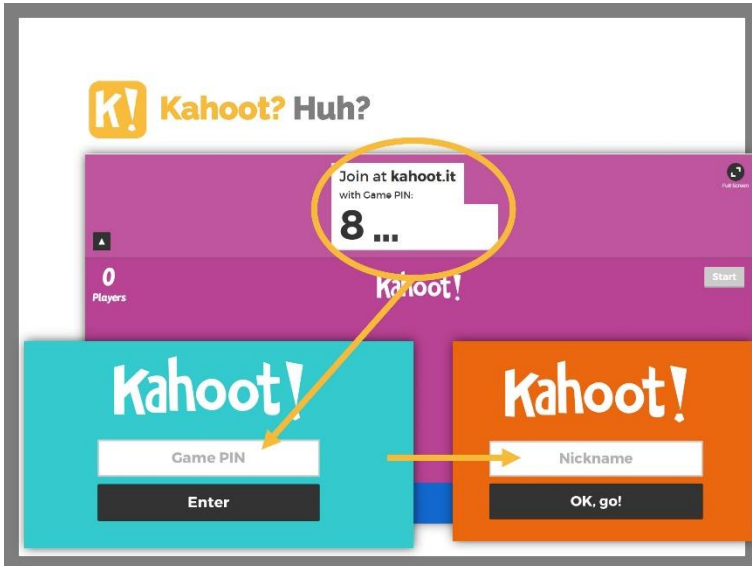 K! Kahoot? Huh?
Join at kahoot.it
with Game PIN:
8 ...
Full Screen
0
Players
Kahoot!
Start
Kahoot!
Game PIN
Enter
Kahoot!
Nickname
OK, go!